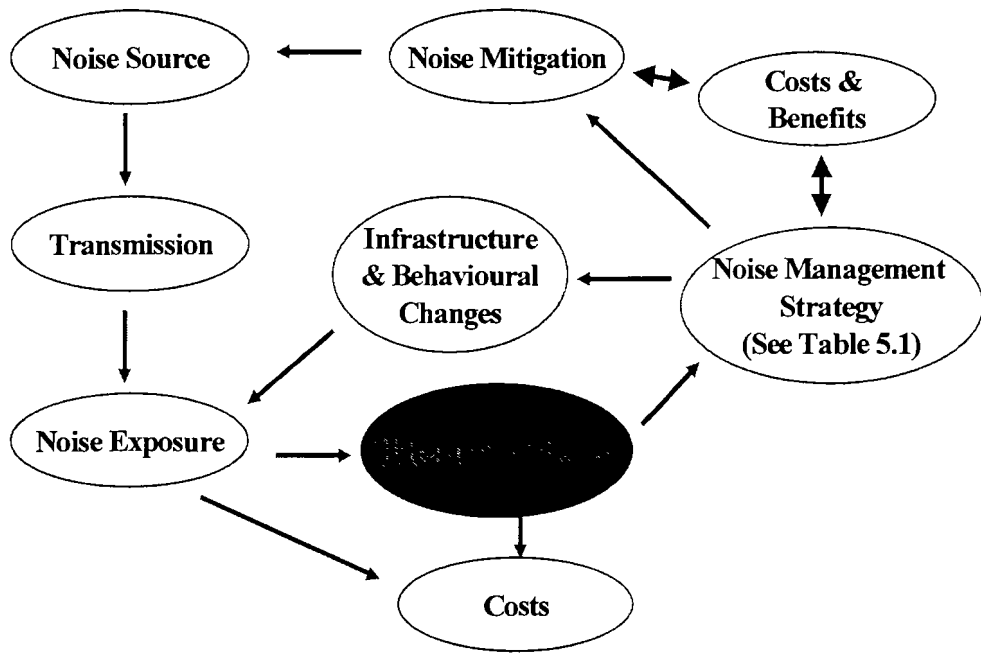 Noise Source
Noise Mitigation
Costs &
Benefits
Transmission
Infrastructure
& Behavioural
Changes
Noise Management
Strategy
(See Table 5.1)
Noise Exposure
Costs